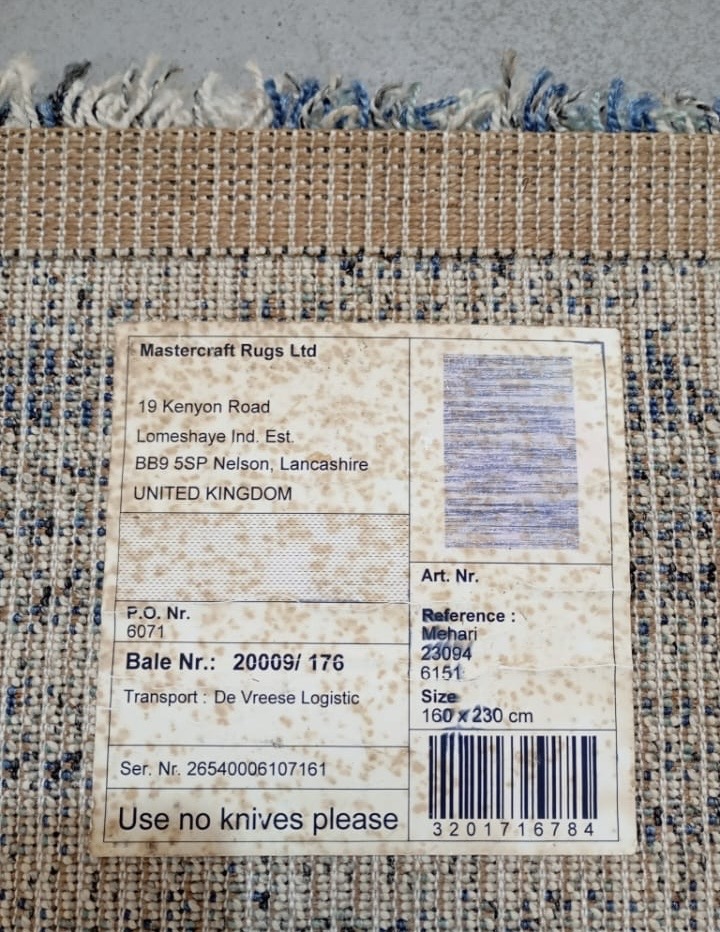 Mastercraft Rugs Ltd
19 Kenyon Road
Lomeshaye Ind. Est.
BB9 5SP Nelson, Lancashire
UNITED KINGDOM
P.O. Nr.
6071
Bale Nr.: 20009/ 176
Transport : De Vreese Logistic
Ser. Nr. 26540006107161
Use no knives please
Art. Nr.
Reference :
Mehari
23094
6151
Size
160 x 230 cm
3201716784